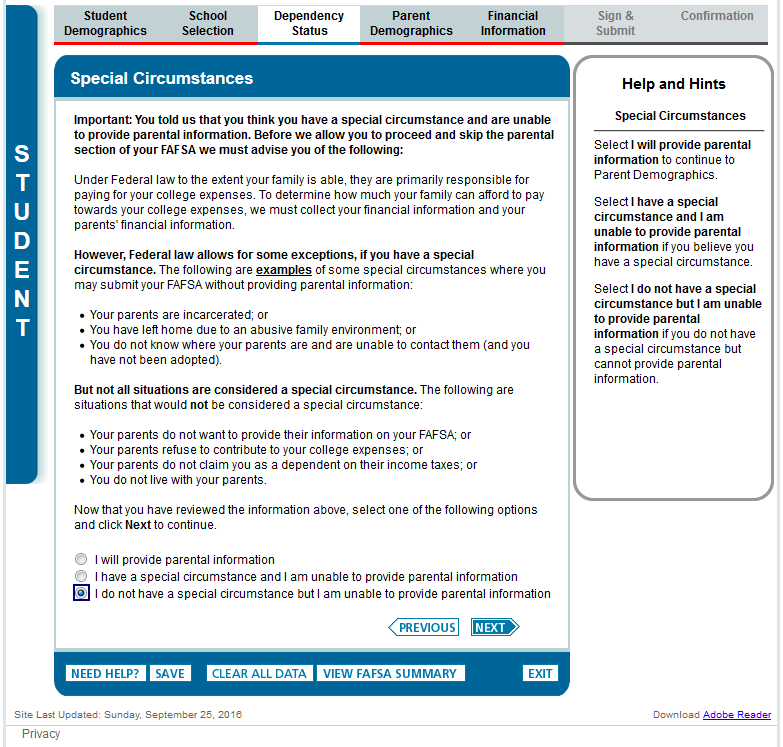 Student Demographics
School Selection
Dependency Status
Parent Demographics
Financial Information
Sign & Submit
Confirmation
STUDENT
Special Circumstances
Important: You told us that you think you have a special circumstance and are unable
to provide parental information. Before we allow you to proceed and skip the parental
section of your FAFSA we must advise you of the following:
Under Federal law to the extent your family is able, they are primarily responsible for
paying for your college expenses. To determine how much your family can afford to pay
towards your college expenses, we must collect your financial information and your
parents' financial information.
However, Federal law allows for some exceptions, if you have a special
circumstance. The following are examples of some special circumstances where you
may submit your FAFSA without providing parental information:
• Your parents are incarcerated; or
• You have left home due to an abusive family environment; or
• You do not know where your parents are and are unable to contact them (and you
have not been adopted).
But not all situations are considered a special circumstance. The following are
situations that would not be considered a special circumstance:
• Your parents do not want to provide their information on your FAFSA; or
• Your parents refuse to contribute to your college expenses; or
• Your parents do not claim you as a dependent on their income taxes; or
• You do not live with your parents.
Now that you have reviewed the information above, select one of the following options
and click Next to continue.
I will provide parental information
I have a special circumstance and I am unable to provide parental information
I do not have a special circumstance but I am unable to provide parental information
PREVIOUS
NEXT
NEED HELP?
SAVE
CLEAR ALL DATA
VIEW FAFSA SUMMARY
EXIT
Help and Hints
Special Circumstances
Select I will provide parental
information to continue to
Parent Demographics.
Select I have a special
circumstance and I am
unable to provide parental
information if you believe you
have a special circumstance.
Select I do not have a special
circumstance but I am unable
to provide parental
information if you do not have
a special circumstance but
cannot provide parental
information.
Site Last Updated: Sunday, September 25, 2016
Download Adobe Reader
Privacy